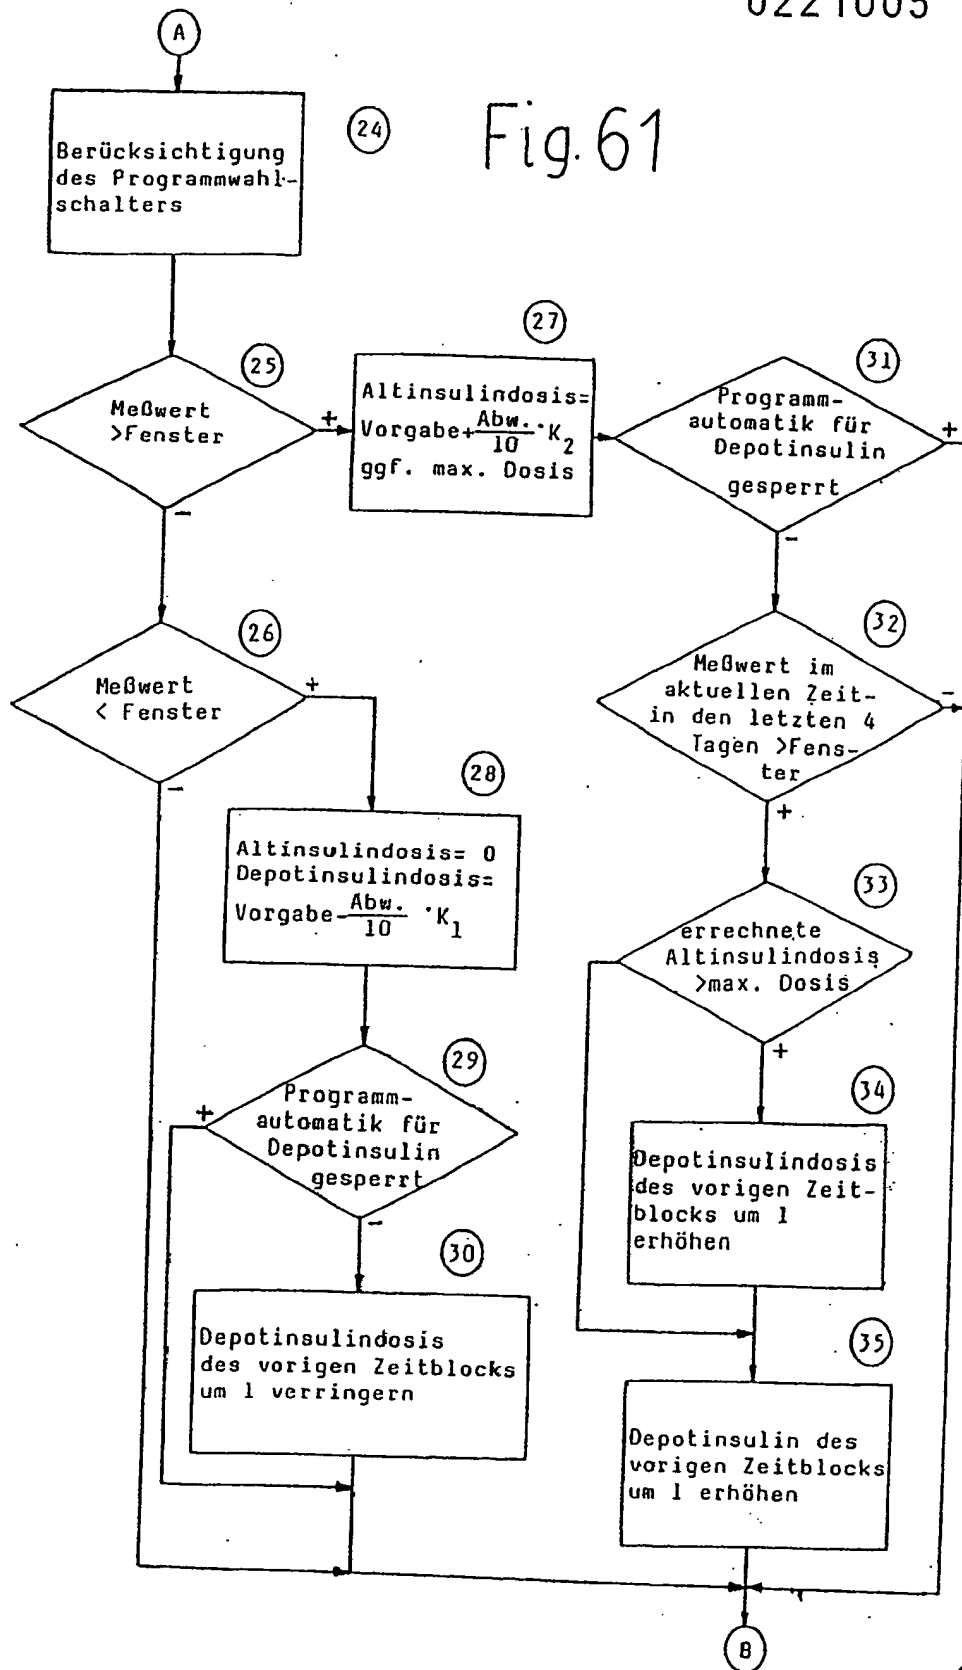 0221005
A
24
Fig. 61
Berücksichtigung
des Programmwahl-
schalters
25
Meßwert
>Fenster
+
-
27
Altinsulindosis=
Vorgabe+Abw./10·K2
ggf. max. Dosis
31
Programm-
automatik für
Depotinsulin
gesperrt
+
-
26
Meßwert
< Fenster
+
-
32
Meßwert im
aktuellen Zeit-
in den letzten 4
Tagen >Fens-
ter
-
+
28
Altinsulindosis= 0
Depotinsulindosis=
Vorgabe-Abw./10 ·K1
33
errechnete
Altinsulindosis
>max. Dosis
+
29
Programm-
automatik für
Depotinsulin
gesperrt
+
-
34
Depotinsulindosis
des vorigen Zeit-
blocks um 1
erhöhen
30
Depotinsulindosis
des vorigen Zeitblocks
um 1 verringern
35
Depotinsulin des
vorigen Zeitblocks
um 1 erhöhen
B